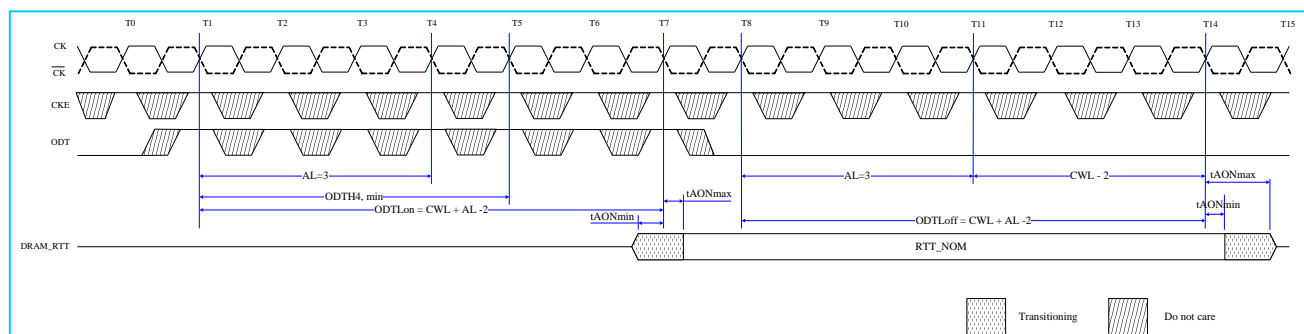 T0 T1 T2 T3 T4 T5 T6 T7 T8 T9 T10 T11 T12 T13 T14 T15
CK
CK
CKE
ODT
AL=3 AL=3 CWL - 2 tAONmax
ODTH4, min tAONmax
ODTLon = CWL + AL -2 tAONmin
tAONmin ODTLoff = CWL + AL -2
DRAM_RTT RTT_NOM
Transitioning Do not care